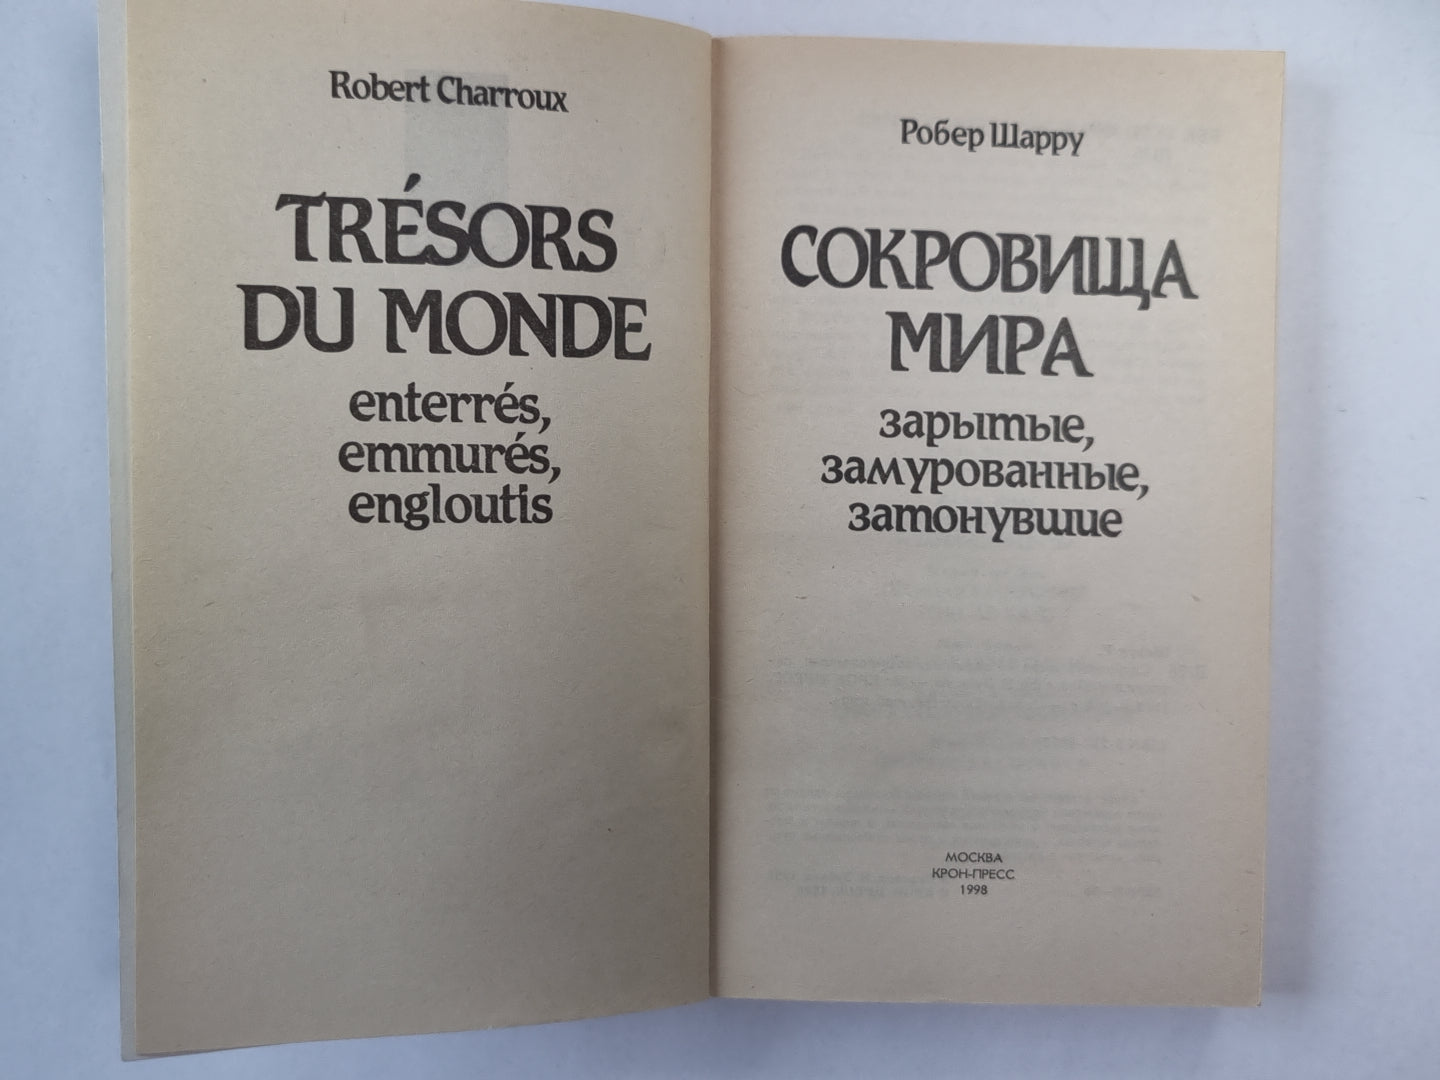 Robert Charroux
TRÉSORS
DU MONDE
enterrés,
emmurés,
engloutis
Робер Шарру
СОКРОВИЩА
МИРА
зарытые,
замурованные,
затонувшие
МОСКВА
КРОН-ПРЕСС
1998